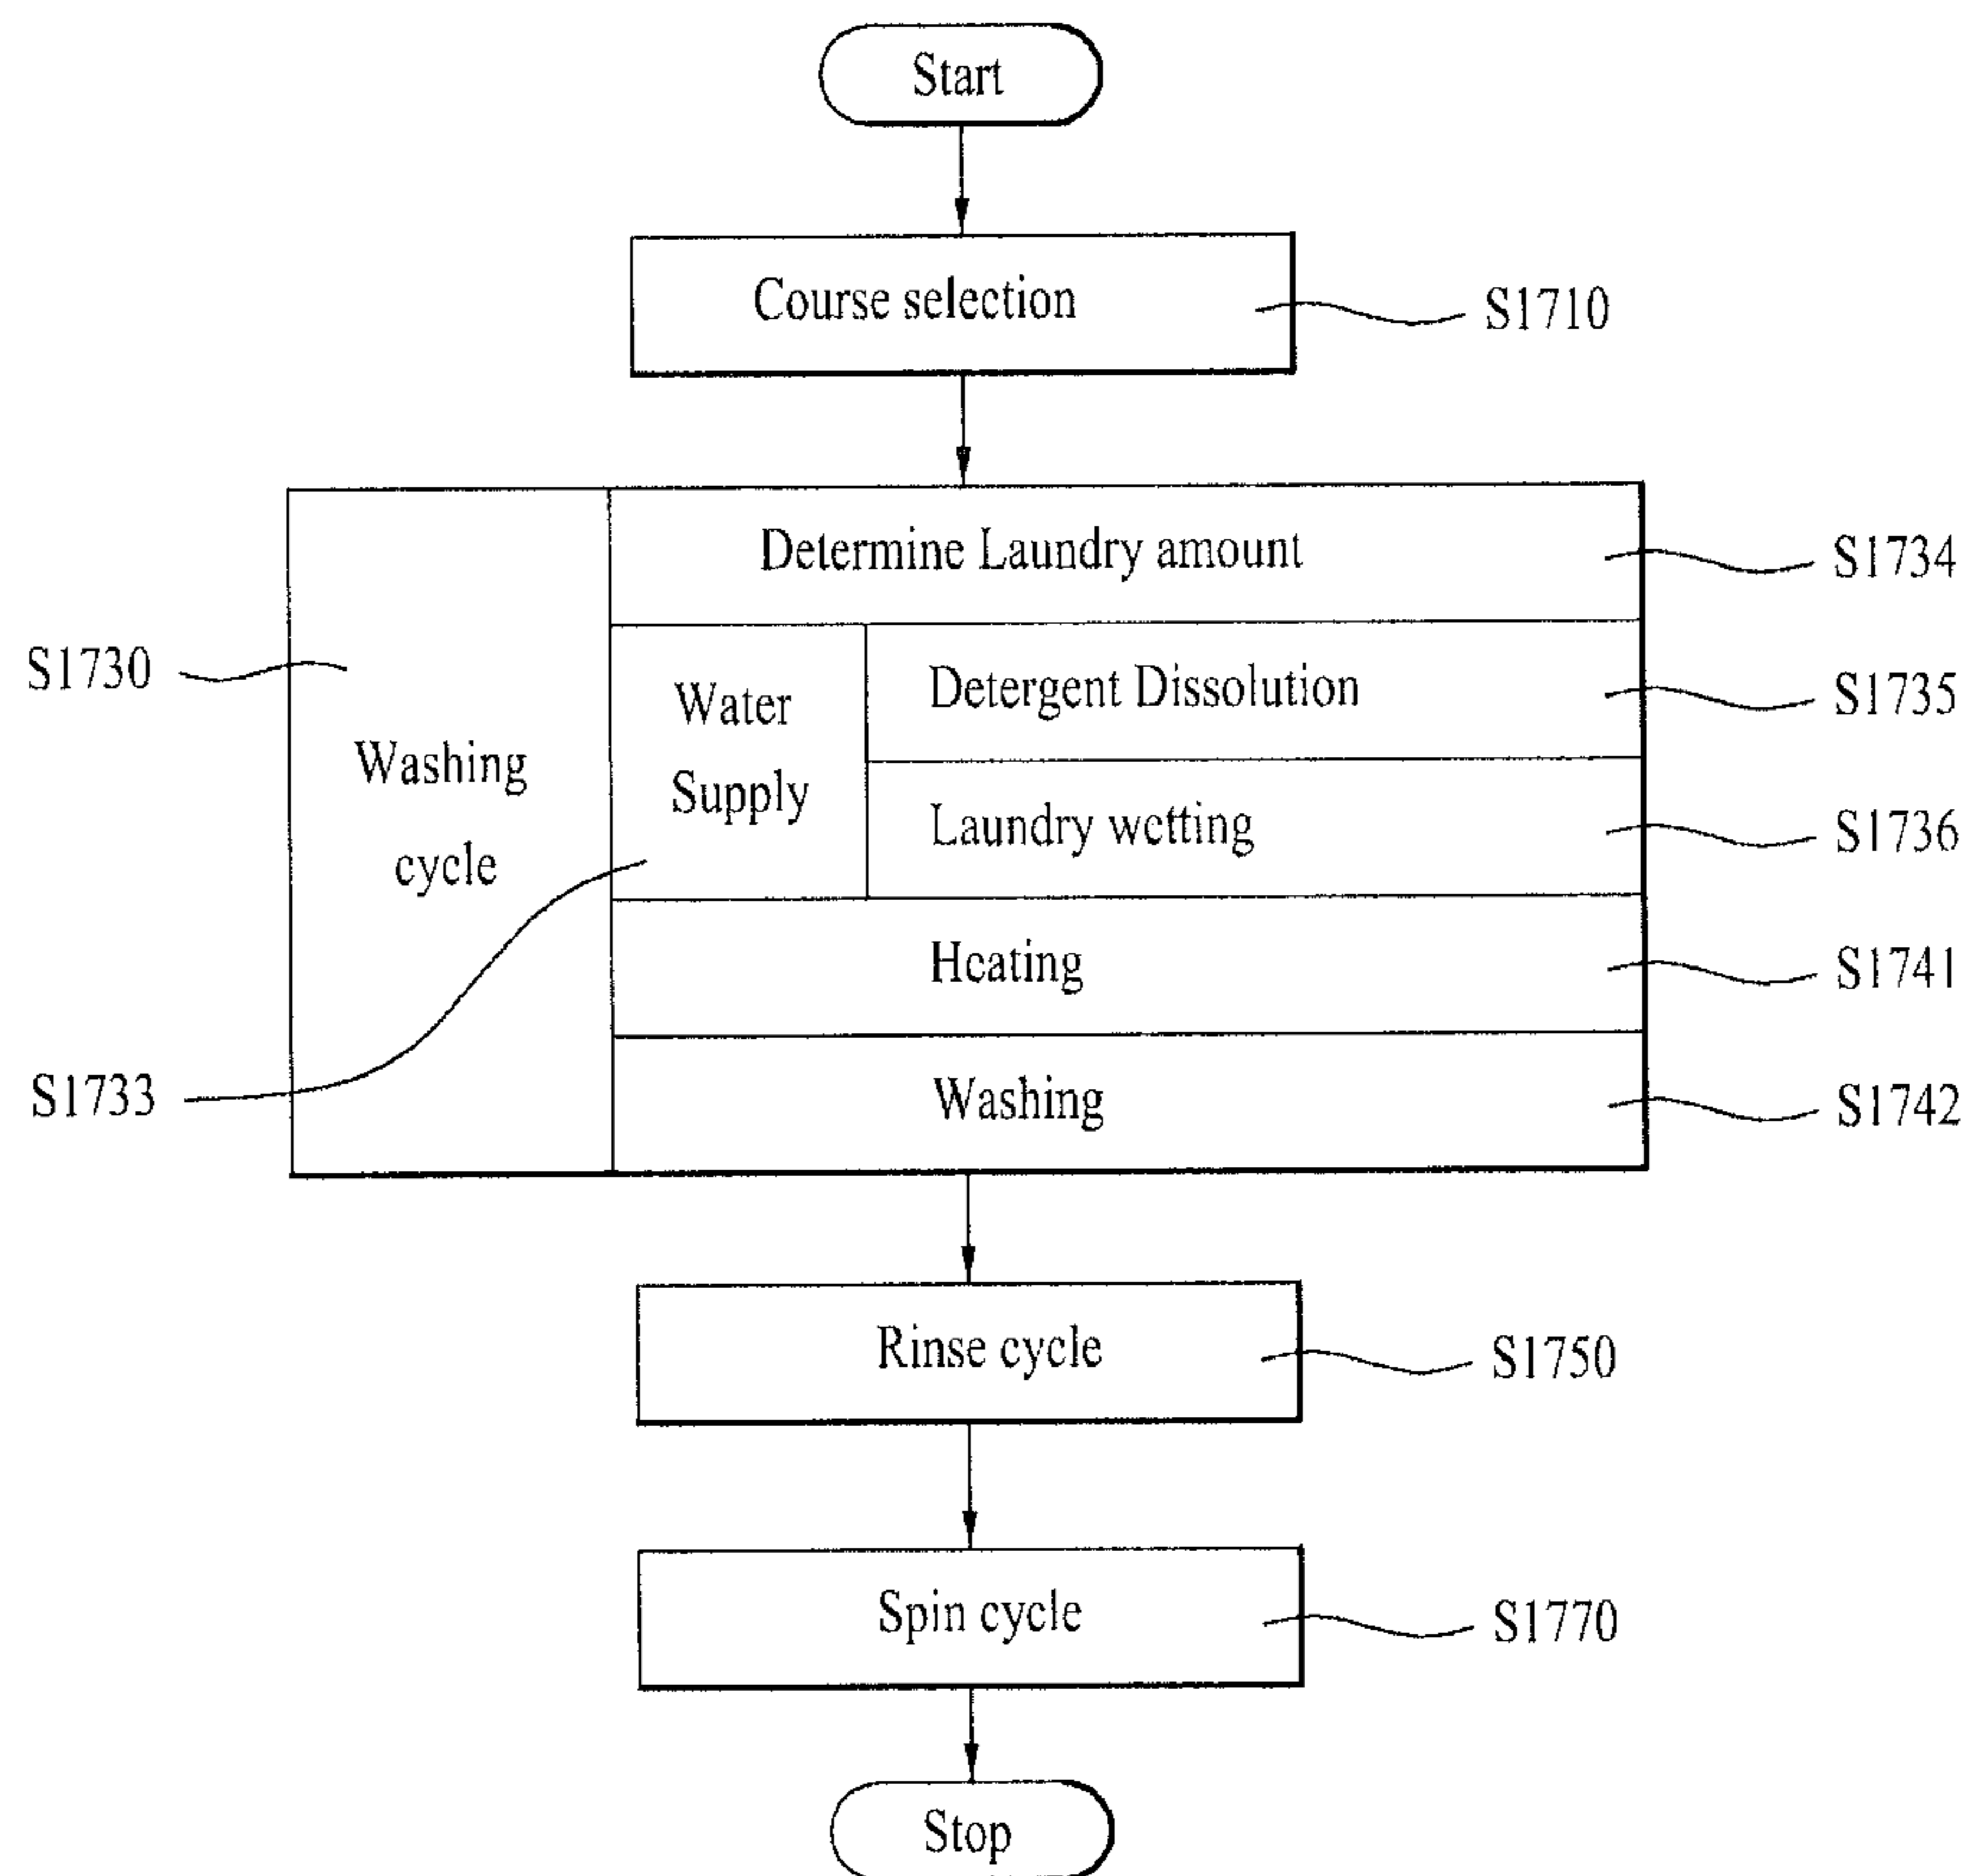 Start
Course selection
S1710
Determine Laundry amount
S1734
S1730
Washing
cycle
Water
Supply
Detergent Dissolution
S1735
Laundry wetting
S1736
Heating
S1741
S1733
Washing
S1742
Rinse cycle
S1750
Spin cycle
S1770
Stop